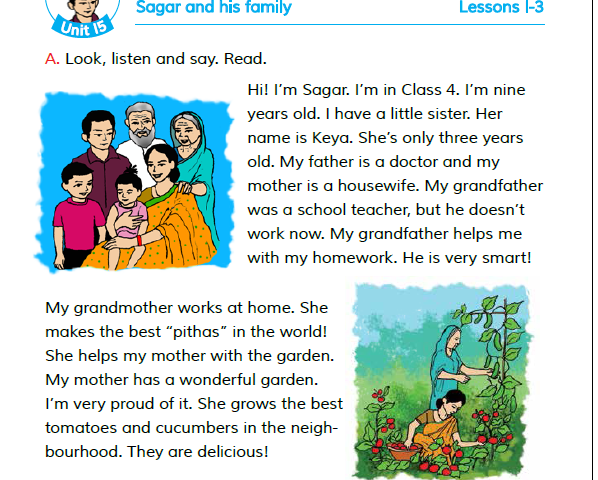 Unit 15
Sagar and his family
Lessons 1-3
A. Look, listen and say. Read.
Hi! I'm Sagar. I'm in Class 4. I'm nine
years old. I have a little sister. Her
name is Keya. She's only three years
old. My father is a doctor and my
mother is a housewife. My grandfather
was a school teacher, but he doesn't
work now. My grandfather helps me
with my homework. He is very smart!
My grandmother works at home. She
makes the best “pithas” in the world!
She helps my mother with the garden.
My mother has a wonderful garden.
I'm very proud of it. She grows the best
tomatoes and cucumbers in the neigh-
bourhood. They are delicious!